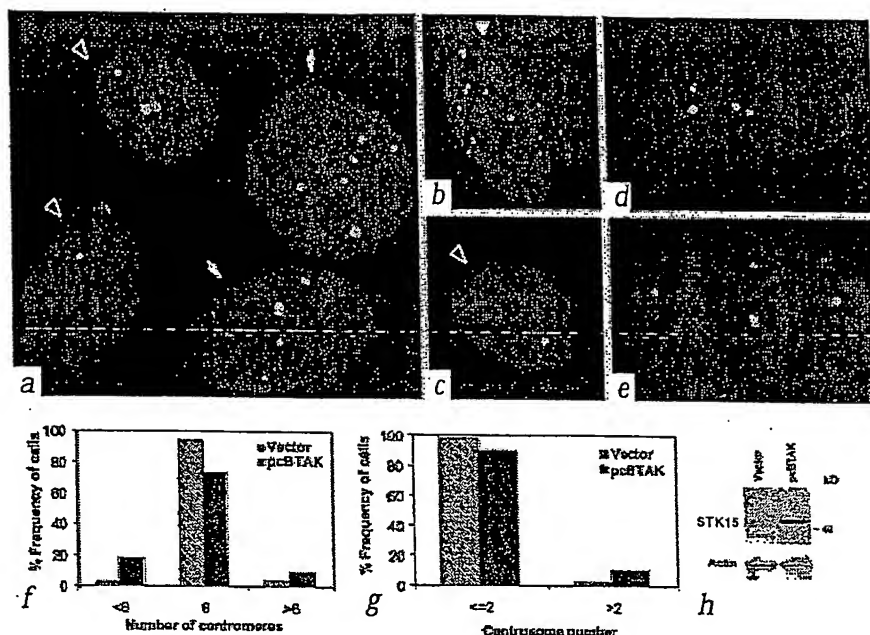 a
b
d
c
e
% Frequency of cells
100
80
60
40
20
0
Vector
pcBTAK
<6
6
>6
Number of centromeres
f
% Frequency of cells
100
80
60
40
20
0
Vector
pcBTAK
<=2
>2
Centrosome number
g
Vector
pcBTAK
kD
STK15
Actin
h